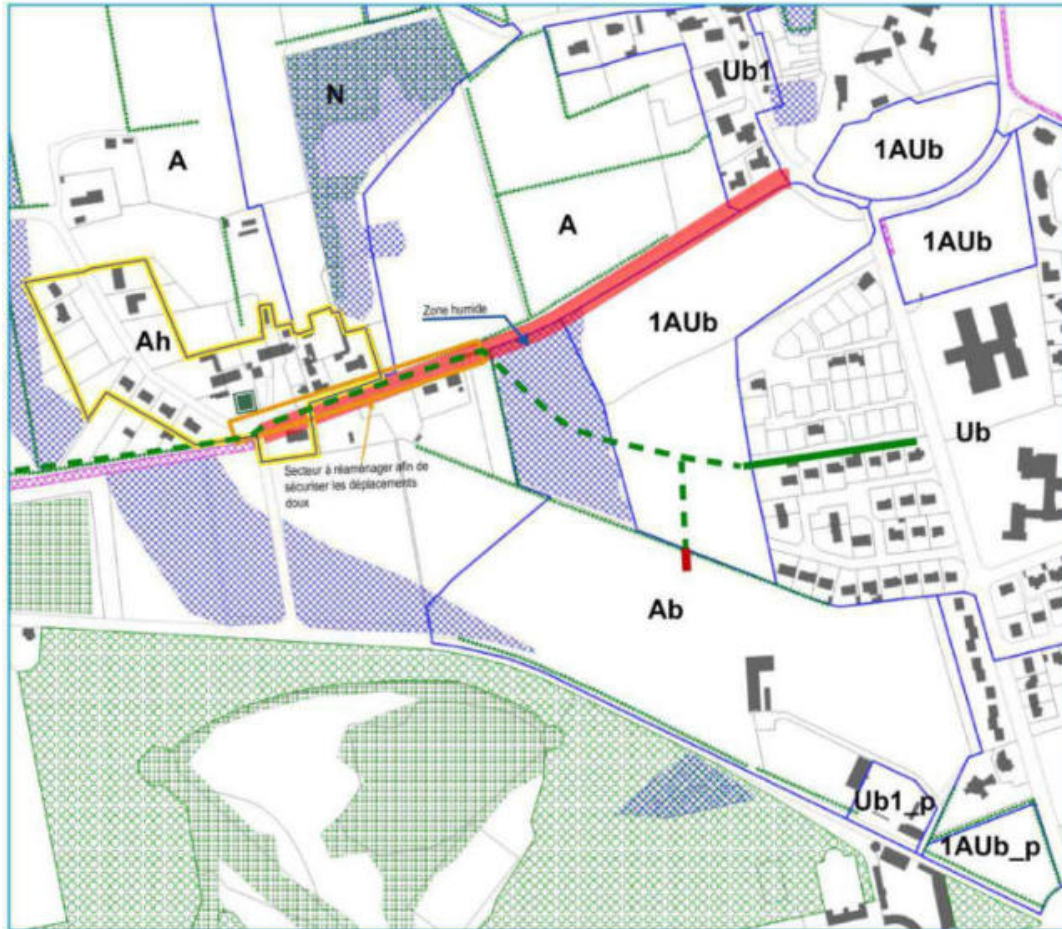 Ub1
N
1AUb
A
A
1AUb
Zone humide
1AUb
Ah
Ub
Secteur à réaménager afin de
sécuriser les déplacements
doux
Ab
Ub1_p
1AUb_p